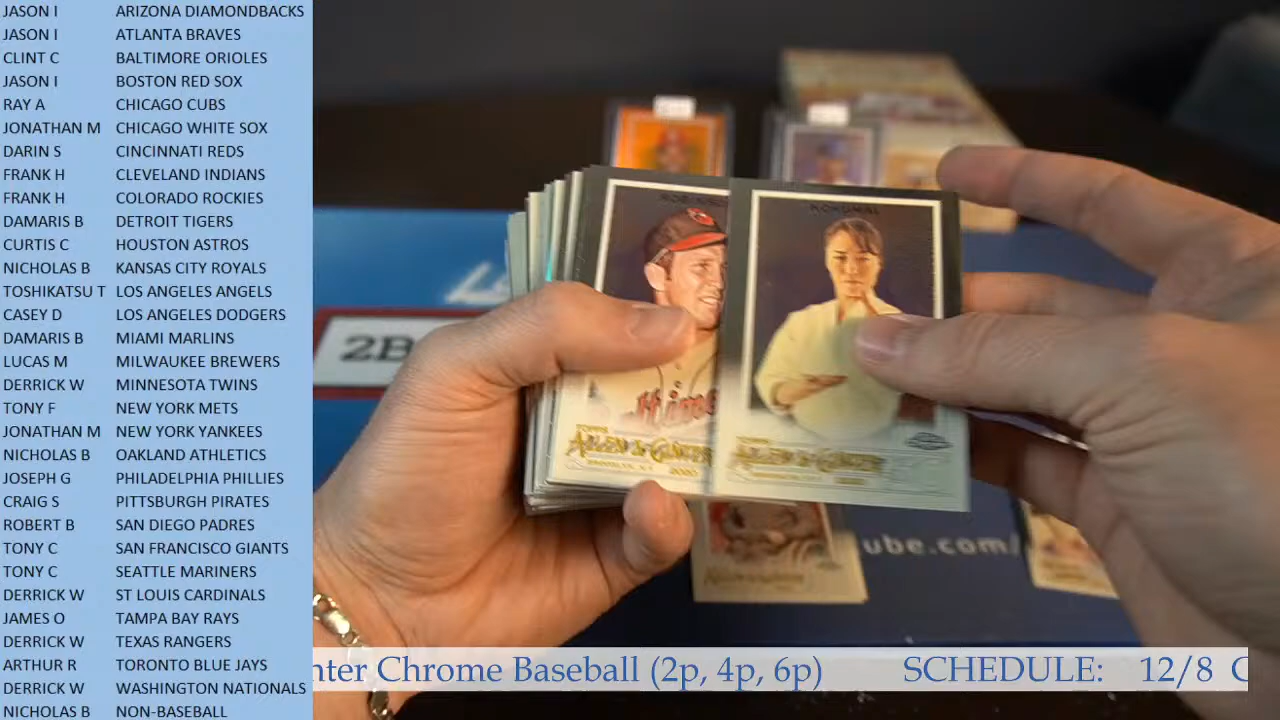 JASON I ARIZONA DIAMONDBACKS
JASON I ATLANTA BRAVES
CLINT C BALTIMORE ORIOLES
JASON I BOSTON RED SOX
RAY A CHICAGO CUBS
JONATHAN M CHICAGO WHITE SOX
DARIN S CINCINNATI REDS
FRANK H CLEVELAND INDIANS
FRANK H COLORADO ROCKIES
DAMARIS B DETROIT TIGERS
CURTIS C HOUSTON ASTROS
NICHOLAS B KANSAS CITY ROYALS
TOSHIKATSU T LOS ANGELES ANGELS
CASEY D LOS ANGELES DODGERS
DAMARIS B MIAMI MARLINS
LUCAS M MILWAUKEE BREWERS
DERRICK W MINNESOTA TWINS
TONY F NEW YORK METS
JONATHAN M NEW YORK YANKEES
NICHOLAS B OAKLAND ATHLETICS
JOSEPH G PHILADELPHIA PHILLIES
CRAIG S PITTSBURGH PIRATES
ROBERT B SAN DIEGO PADRES
TONY C SAN FRANCISCO GIANTS
TONY C SEATTLE MARINERS
DERRICK W ST LOUIS CARDINALS
JAMES O TAMPA BAY RAYS
DERRICK W TEXAS RANGERS
ARTHUR R TORONTO BLUE JAYS
DERRICK W WASHINGTON NATIONALS
NICHOLAS B NON-BASEBALL
KOKUMAI
2B
TOPPS
ALLEN & GINTER
BROOKLYN, N.Y. 2020
TOPPS
ALLEN & GINTER
ube.com/
nter Chrome Baseball (2p, 4p, 6p) SCHEDULE: 12/8